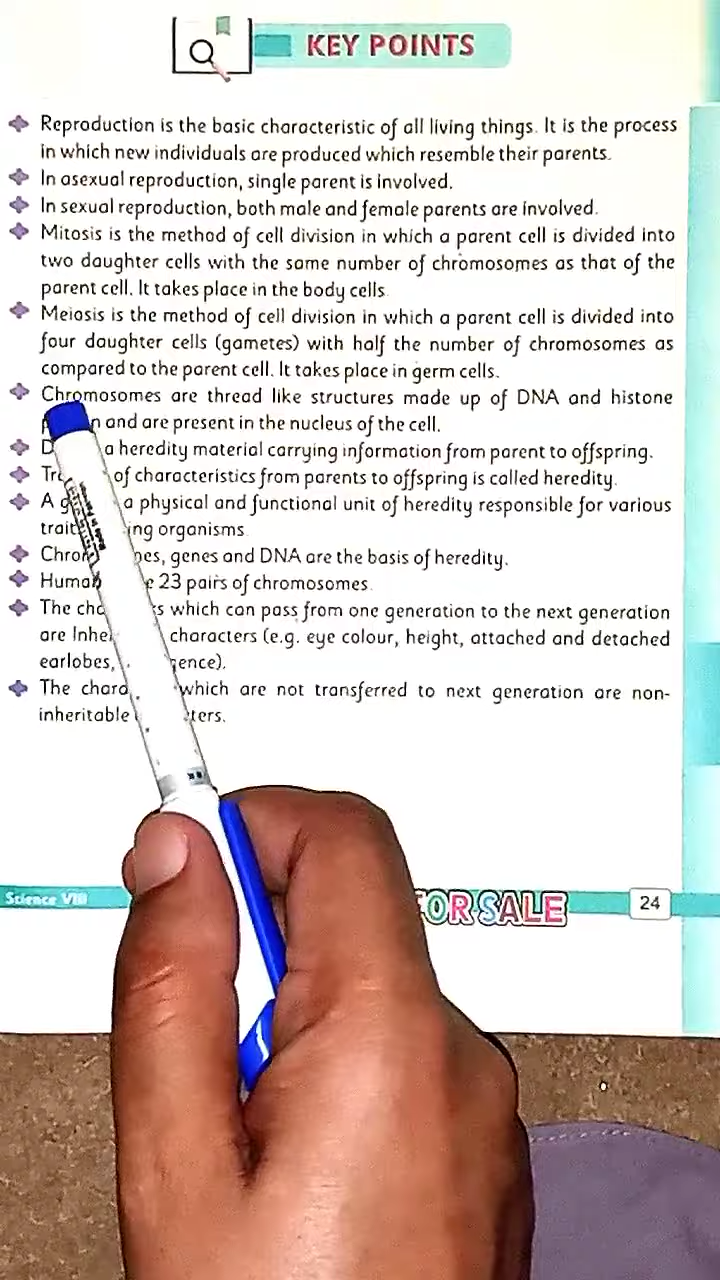 KEY POINTS
Reproduction is the basic characteristic of all living things. It is the process
in which new individuals are produced which resemble their parents.
In asexual reproduction, single parent is involved.
In sexual reproduction, both male and female parents are involved.
Mitosis is the method of cell division in which a parent cell is divided into
two daughter cells with the same number of chromosomes as that of the
parent cell. It takes place in the body cells.
Meiosis is the method of cell division in which a parent cell is divided into
four daughter cells (gametes) with half the number of chromosomes as
compared to the parent cell. It takes place in germ cells.
Chromosomes are thread like structures made up of DNA and histone
and are present in the nucleus of the cell.
a heredity material carrying information from parent to offspring.
of characteristics from parents to offspring is called heredity.
A a physical and functional unit of heredity responsible for various
organisms.
genes and DNA are the basis of heredity.
23 pairs of chromosomes.
The which can pass from one generation to the next generation
are characters (e.g. eye colour, height, attached and detached
earlobes,
The which are not transferred to next generation are non-
inheritable
Science VIII
FOR SALE
24